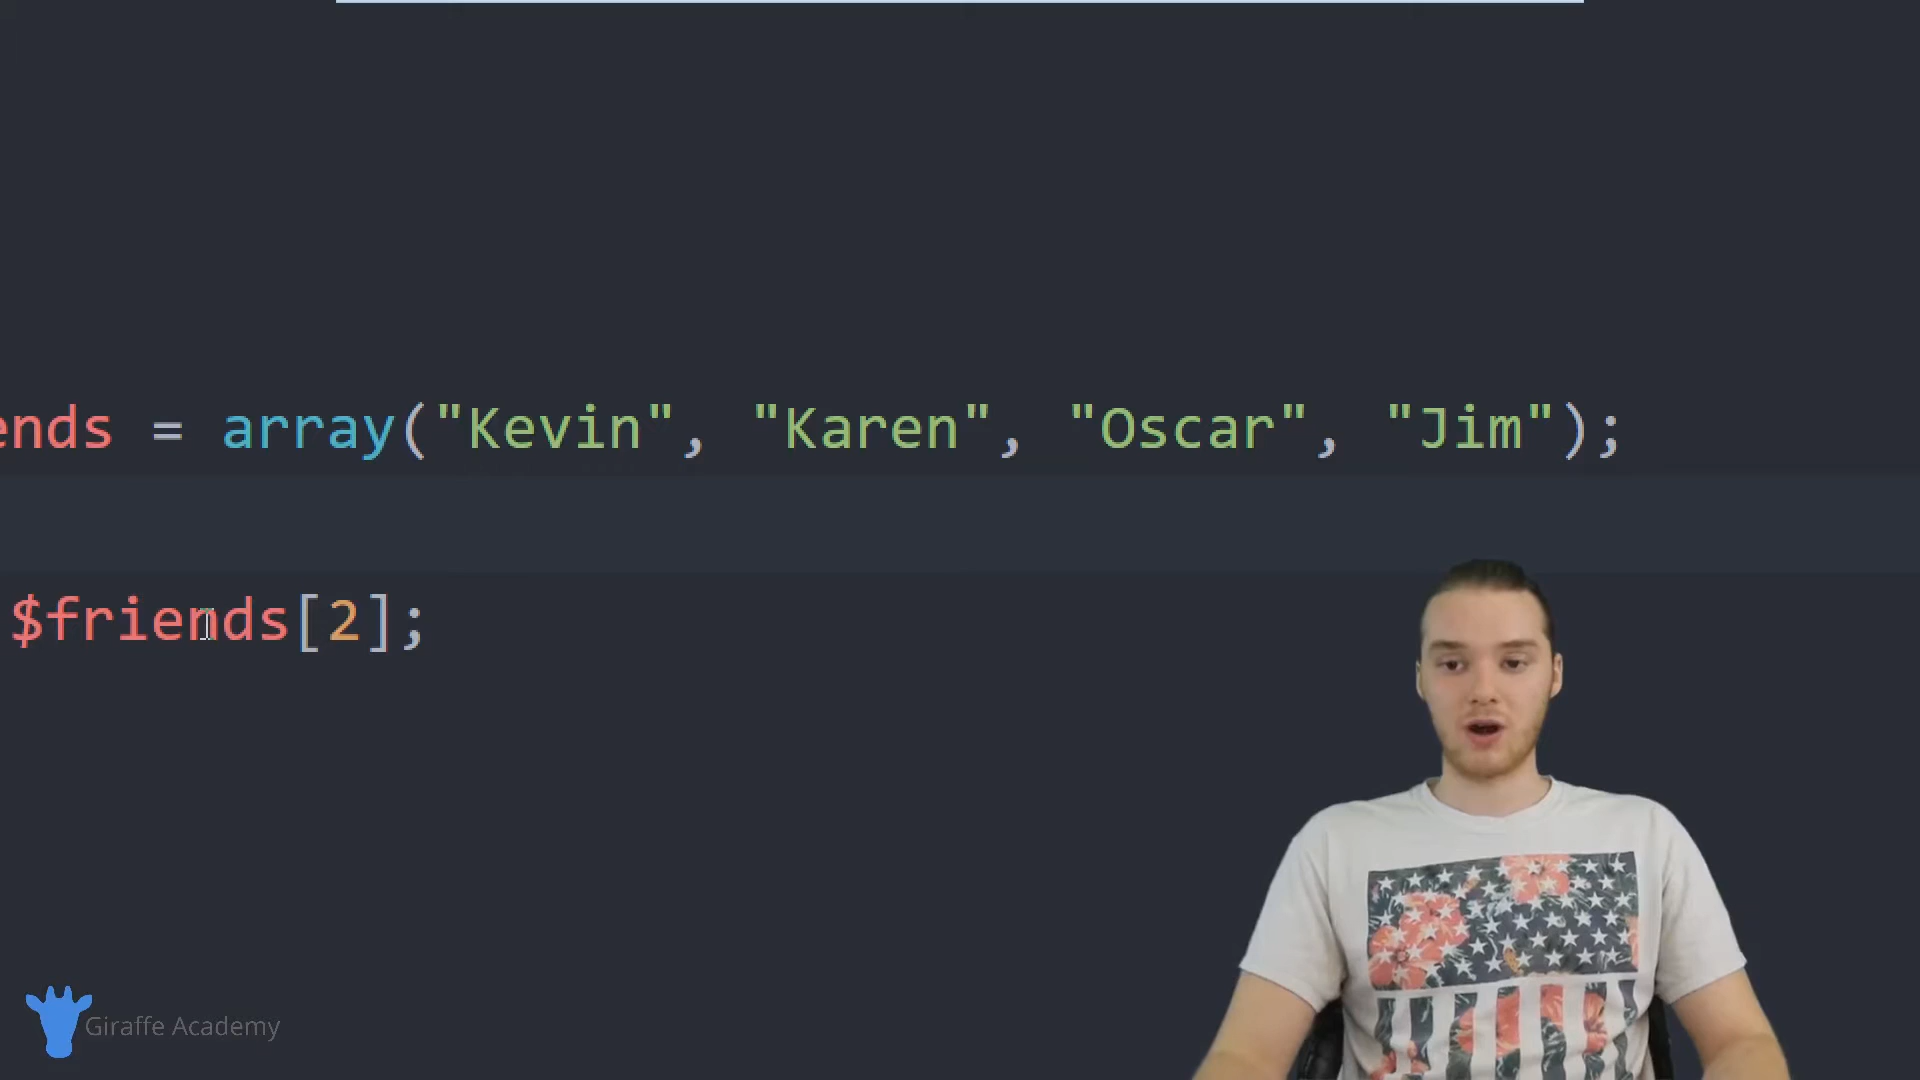 ends = array("Kevin", "Karen", "Oscar", "Jim");
$friends[2];
Giraffe Academy